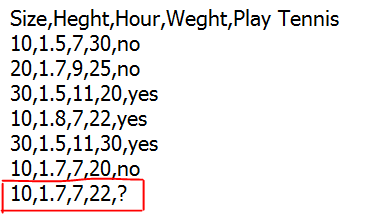 Size,Heght,Hour,Weght,Play Tennis
10,1.5,7,30,no
20,1.7,9,25,no
30,1.5,11,20,yes
10,1.8,7,22,yes
30,1.5,11,30,yes
10,1.7,7,20,no
10,1.7,7,22,?